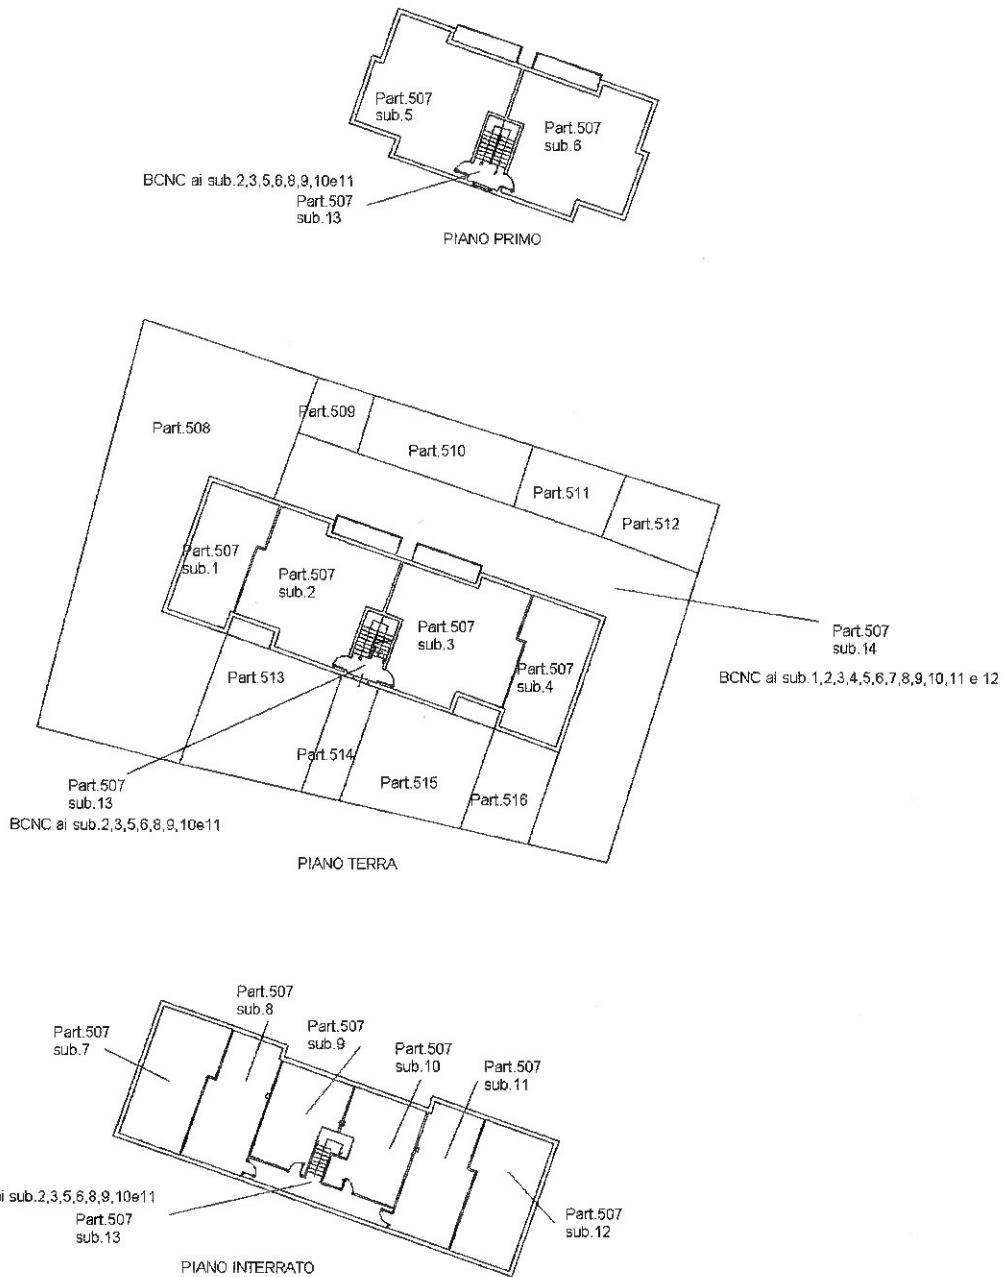 Part.507
sub.5
Part.507
sub.6
BCNC ai sub.2,3,5,6,8,9,10e11
Part.507
sub.13
PIANO PRIMO
Part.508
Part.509
Part.510
Part.511
Part.512
Part.507
sub.1
Part.507
sub.2
Part.507
sub.3
Part.507
sub.4
Part.507
sub.14
BCNC ai sub.1,2,3,4,5,6,7,8,9,10,11 e 12
Part.513
Part.514
Part.515
Part.516
Part.507
sub.13
BCNC ai sub.2,3,5,6,8,9,10e11
PIANO TERRA
Part.507
sub.7
Part.507
sub.8
Part.507
sub.9
Part.507
sub.10
Part.507
sub.11
Part.507
sub.12
i sub.2,3,5,6,8,9,10e11
Part.507
sub.13
PIANO INTERRATO